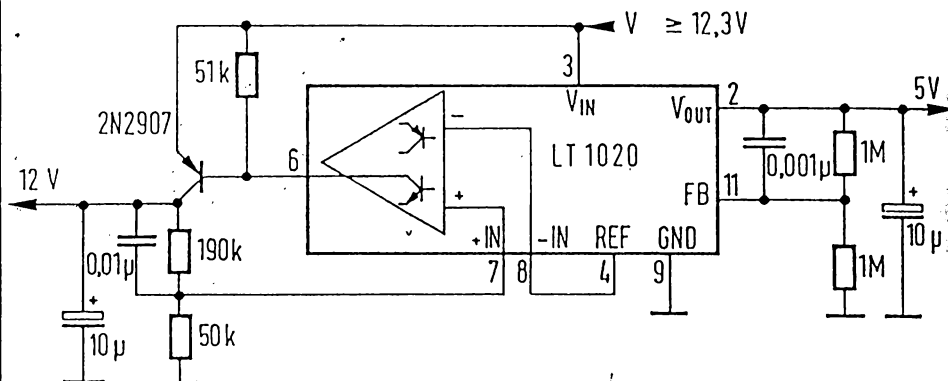 V ≥ 12,3V
51k
3
V_IN
V_OUT
2
5V
2N2907
6
-
LT 1020
0,001µ
1M
12 V
+
FB
11
+
10µ
0,01µ
190k
+IN
-IN
REF
GND
7
8
4
9
1M
+
10µ
50k